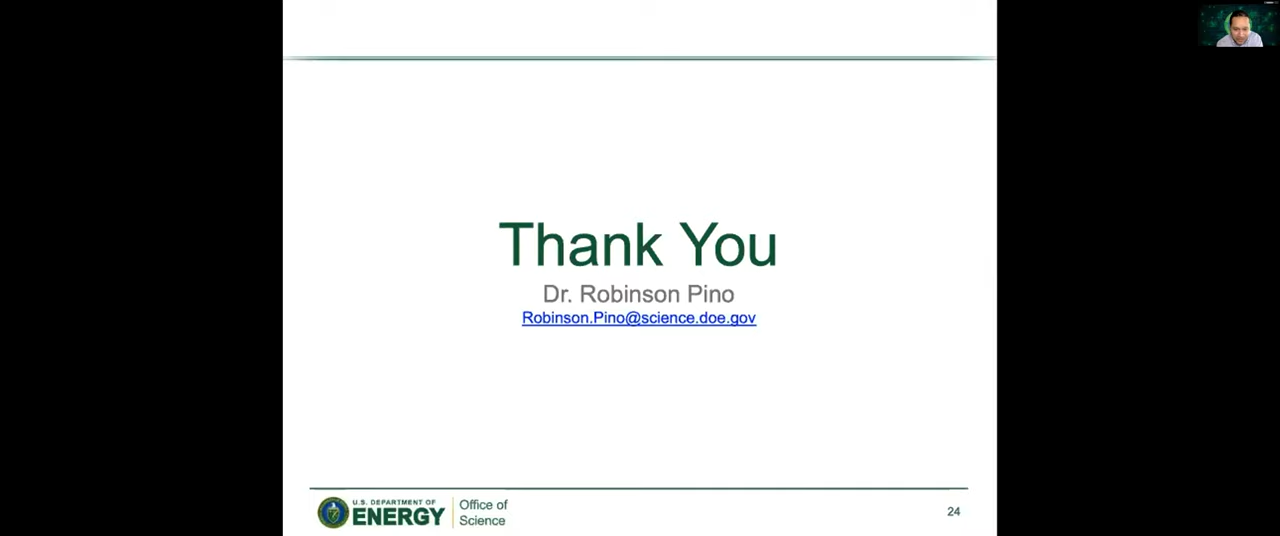 Thank You
Dr. Robinson Pino
Robinson.Pino@science.doe.gov
U.S. DEPARTMENT OF
ENERGY
Office of
Science
24